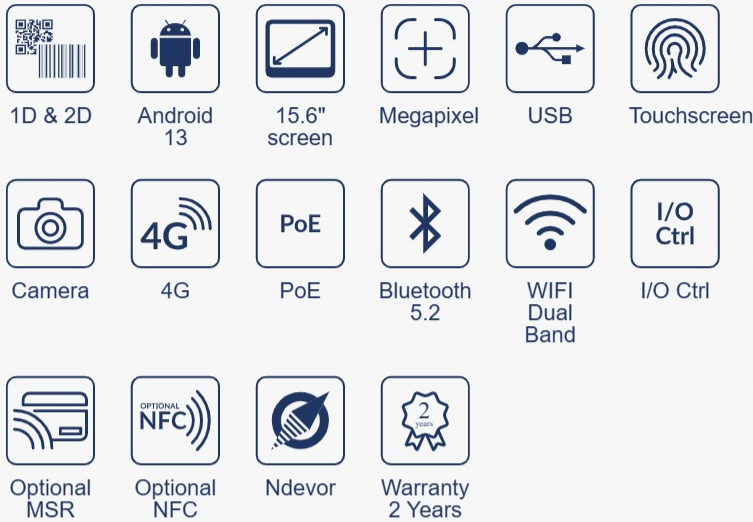 1D & 2D
Android
13
15.6"
screen
Megapixel
USB
Touchscreen
4G
PoE
I/O
Ctrl
Camera
4G
PoE
Bluetooth
5.2
WIFI
Dual
Band
I/O Ctrl
OPTIONAL
NFC
2
years
Optional
MSR
Optional
NFC
Ndevor
Warranty
2 Years